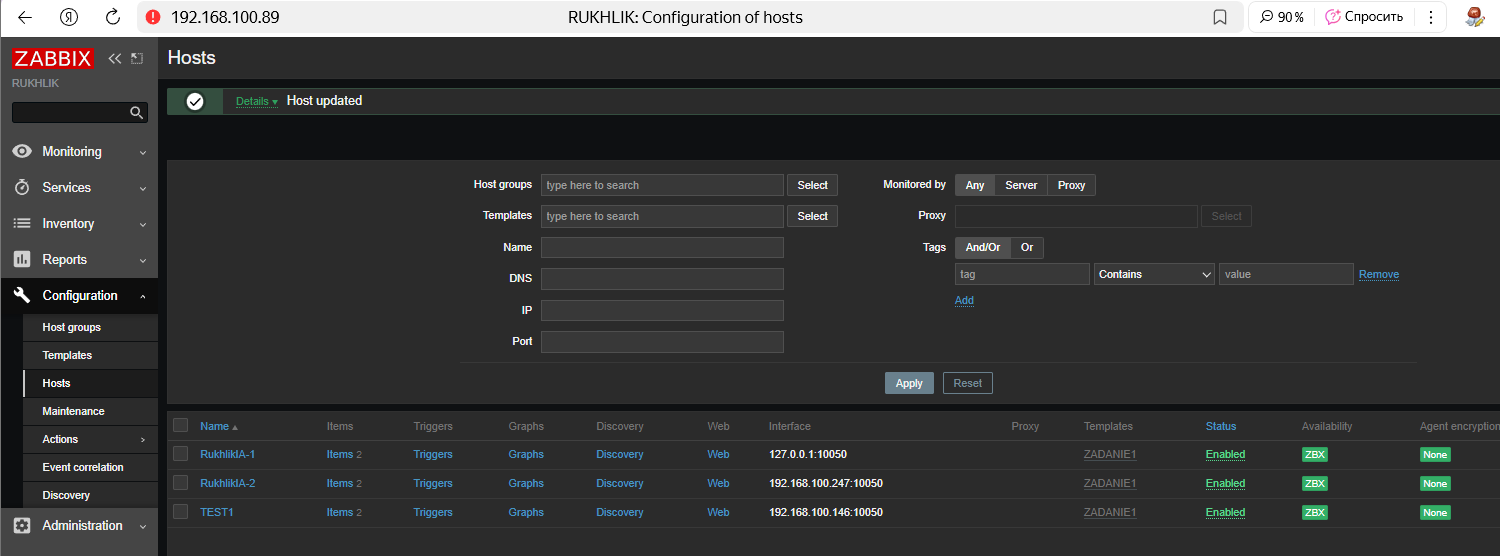 192.168.100.89 RUKHLIK: Configuration of hosts 90 % Спросить
ZABBIX
RUKHLIK
Monitoring
Services
Inventory
Reports
Configuration
Host groups
Templates
Hosts
Maintenance
Actions
Event correlation
Discovery
Administration
Hosts
Details Host updated
Host groups type here to search Select Monitored by Any Server Proxy
Templates type here to search Select Proxy Select
Name Tags And/Or Or
DNS tag Contains value Remove
IP Add
Port
Apply Reset
Name Items Triggers Graphs Discovery Web Interface Proxy Templates Status Availability Agent encryption
RukhlikIA-1 Items 2 Triggers Graphs Discovery Web 127.0.0.1:10050 ZADANIE1 Enabled ZBX None
RukhlikIA-2 Items 2 Triggers Graphs Discovery Web 192.168.100.247:10050 ZADANIE1 Enabled ZBX None
TEST1 Items 2 Triggers Graphs Discovery Web 192.168.100.146:10050 ZADANIE1 Enabled ZBX None